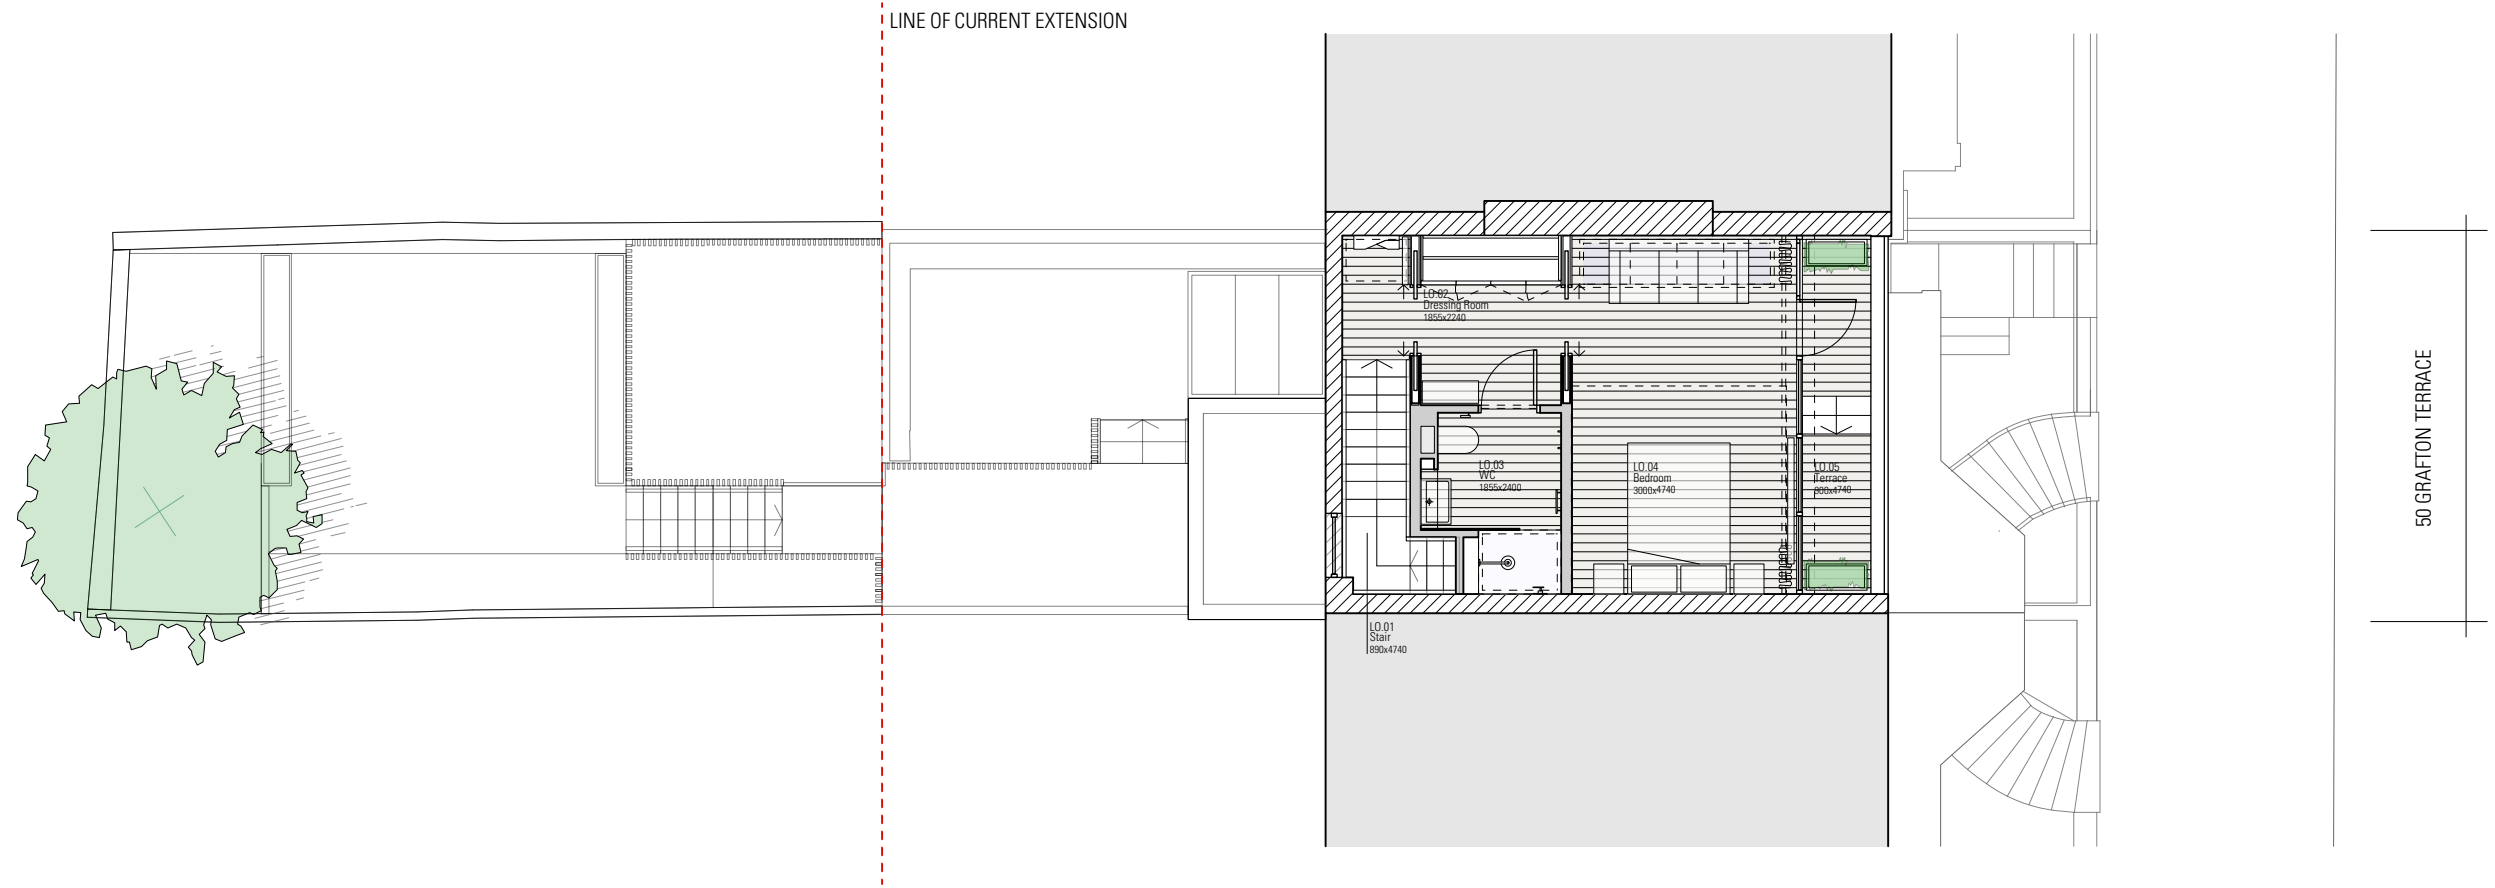 LINE OF CURRENT EXTENSION
LO.02
Dressing Room
1855x2240
LO.03
WC
1855x2400
LO.04
Bedroom
3000x4740
LO.05
Terrace
900x4740
LO.01
Stair
890x4740
50 GRAFTON TERRACE